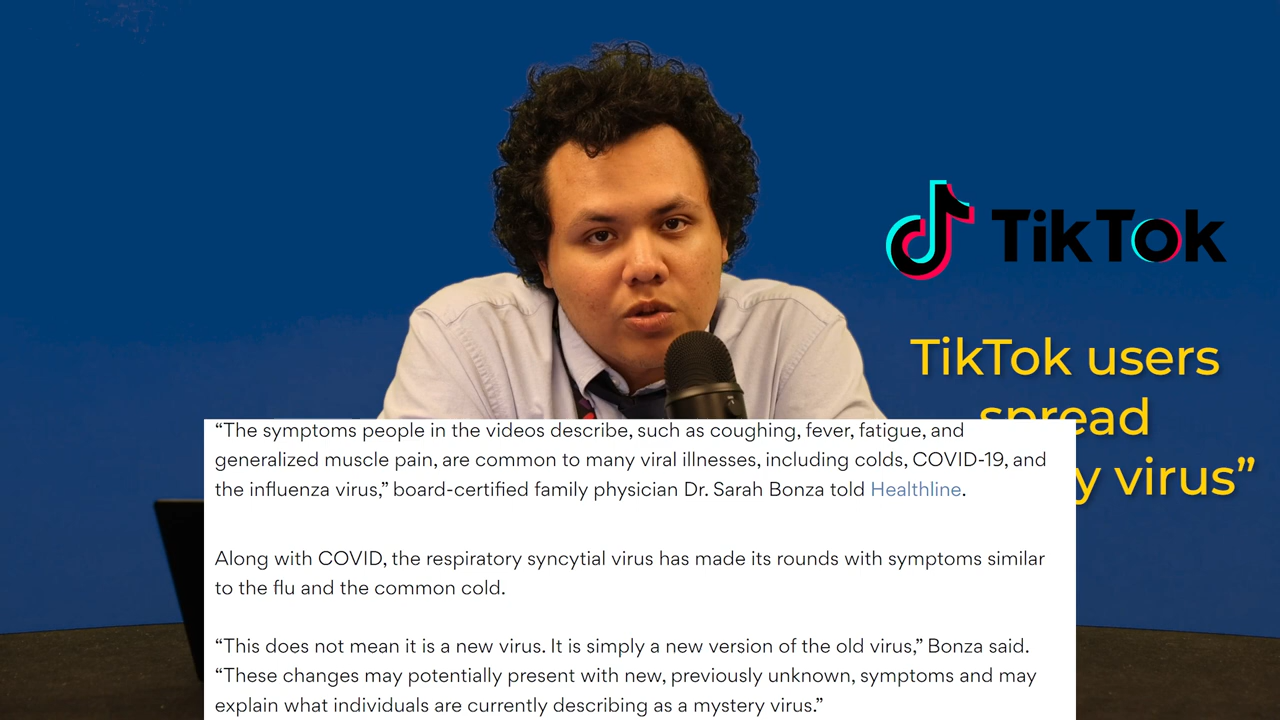 TikTok
TikTok users
spread
y virus”
“The symptoms people in the videos describe, such as coughing, fever, fatigue, and
generalized muscle pain, are common to many viral illnesses, including colds, COVID-19, and
the influenza virus,” board-certified family physician Dr. Sarah Bonza told Healthline.
Along with COVID, the respiratory syncytial virus has made its rounds with symptoms similar
to the flu and the common cold.
“This does not mean it is a new virus. It is simply a new version of the old virus,” Bonza said.
“These changes may potentially present with new, previously unknown, symptoms and may
explain what individuals are currently describing as a mystery virus.”